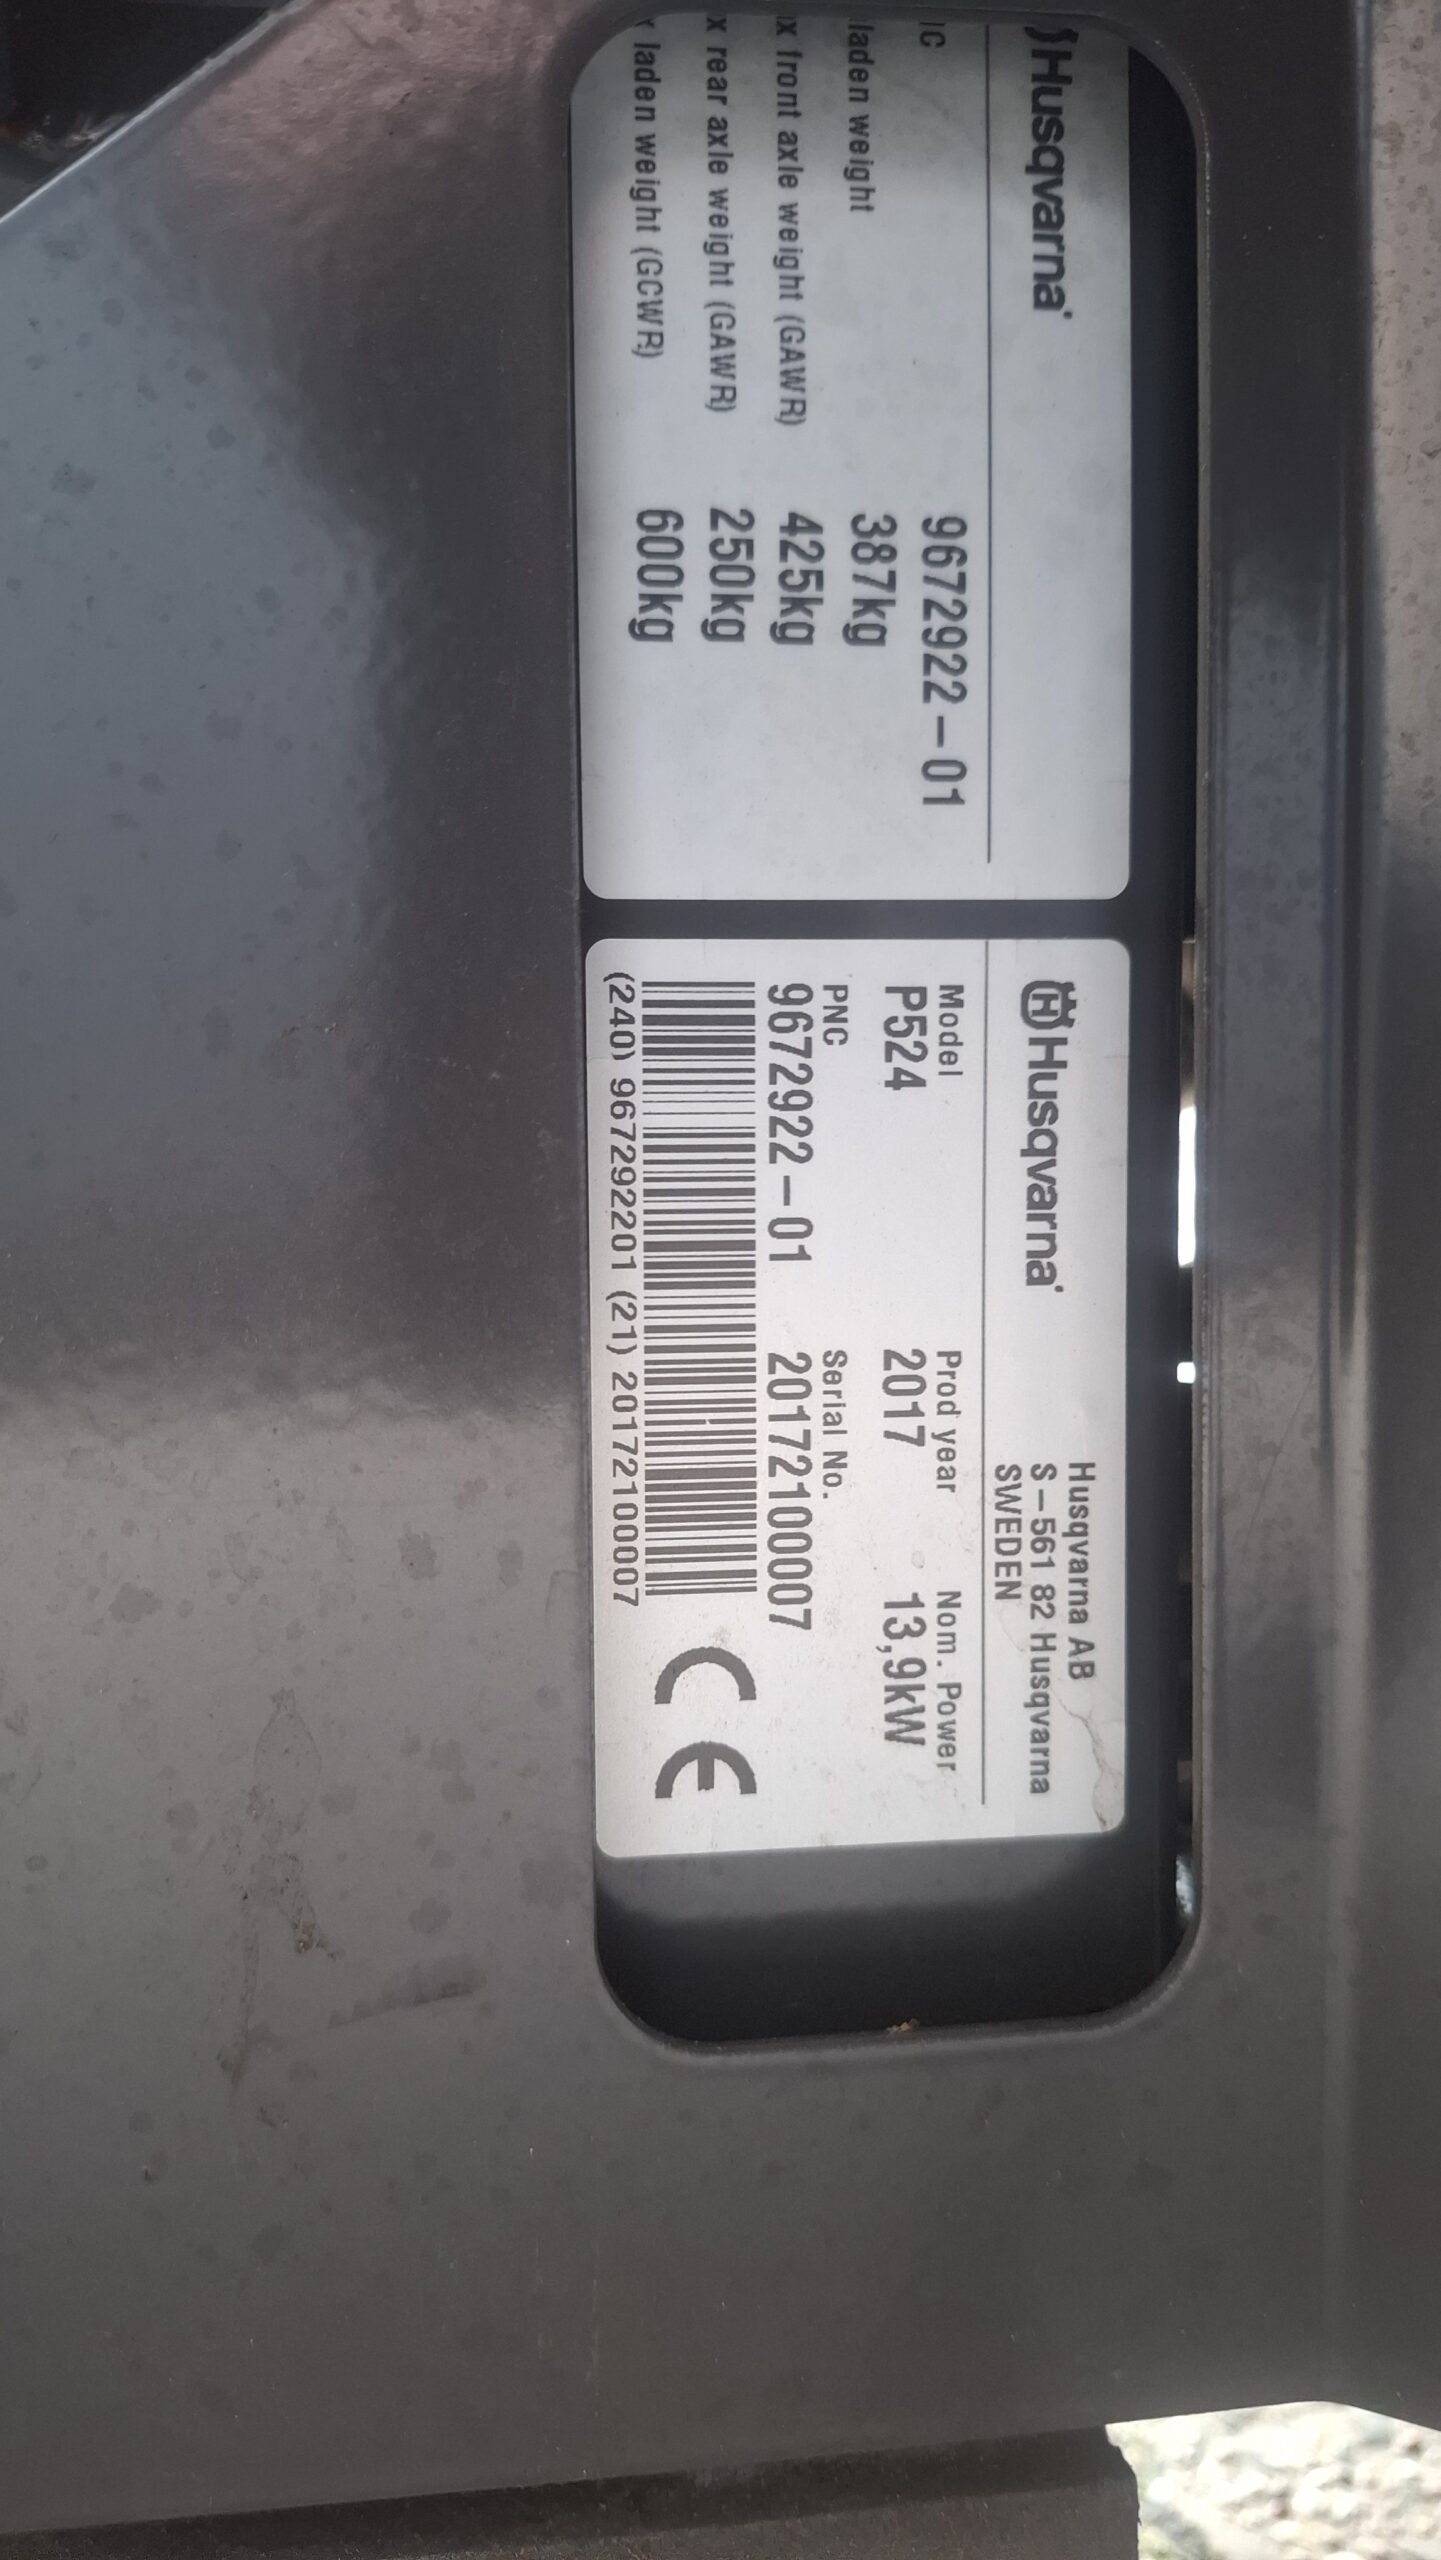 Husqvarna
9672922-01
laden weight 387kg
front axle weight (GAWR) 425kg
rear axle weight (GAWR) 250kg
laden weight (GCWR) 600kg
Husqvarna
Husqvarna AB
S-561 82 Husqvarna
SWEDEN
Model Prod year Nom. Power
P524 2017 13,9kW
PNC Serial No.
9672922-01 20172100007
(240) 967292201 (21) 20172100007
CE